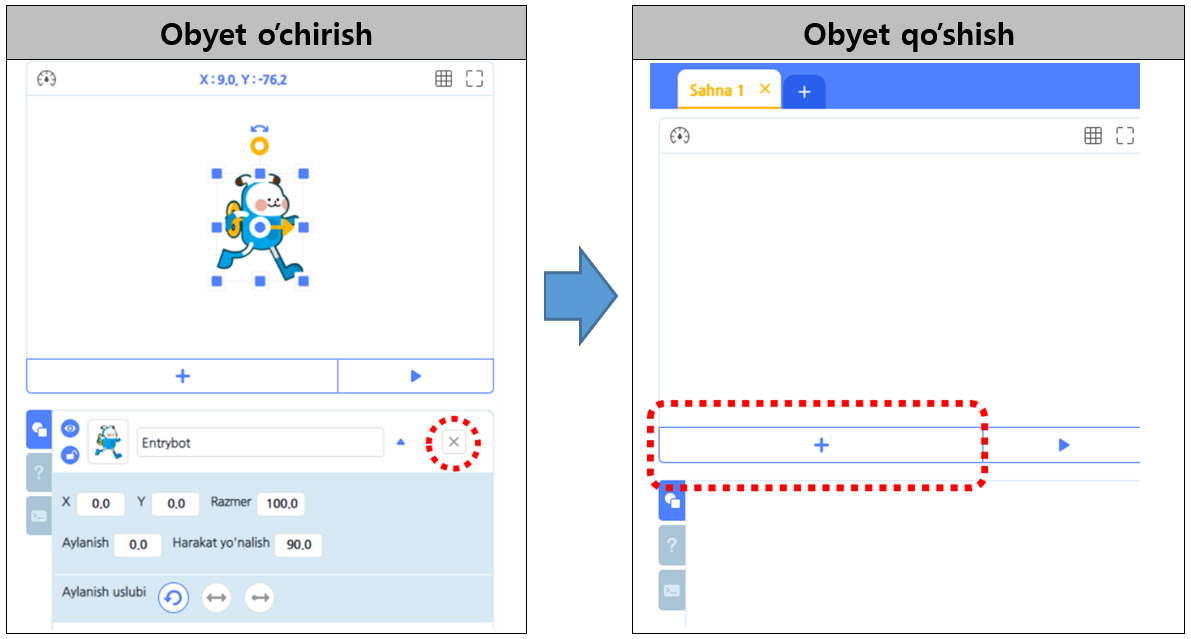 Obyet o’chirish
X : 9.0, Y : -76.2
+
Entrybot
?
X 0.0 Y 0.0 Razmer 100.0
Aylanish 0.0 Harakat yo'nalish 90.0
Aylanish uslubi
Obyet qo’shish
Sahna 1 × +
+
?